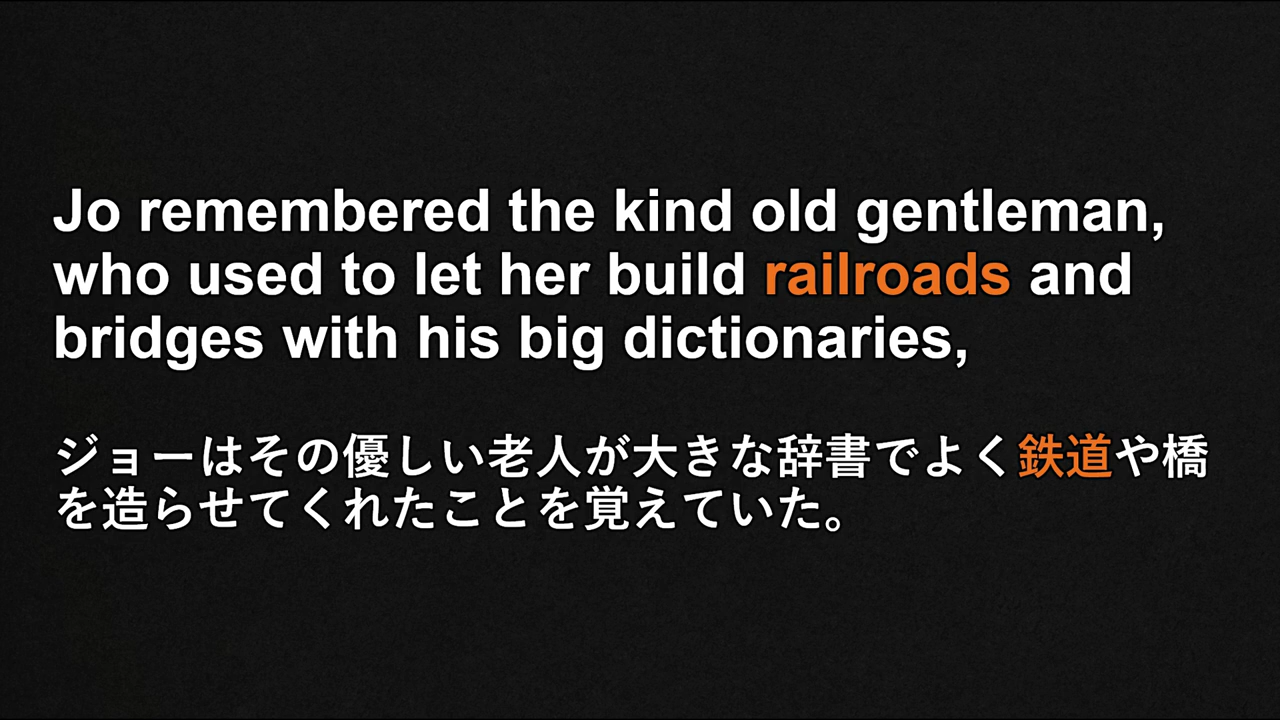 Jo remembered the kind old gentleman,
who used to let her build railroads and
bridges with his big dictionaries,
ジョーはその優しい老人が大きな辞書でよく鉄道や橋
を造らせてくれたことを覚えていた。